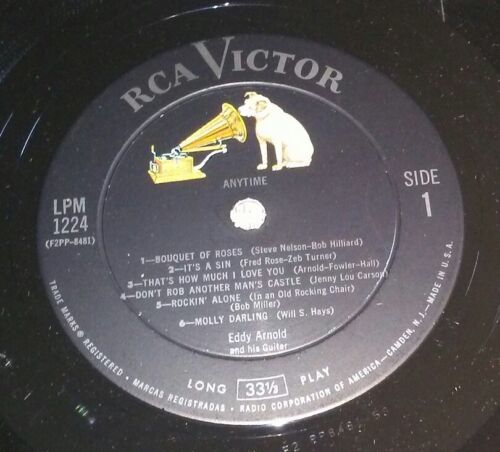 RCA VICTOR
ANYTIME
LPM
1224
(F2PP-8481)
SIDE
1
1—BOUQUET OF ROSES (Steve Nelson-Bob Hilliard)
2—IT'S A SIN (Fred Rose-Zeb Turner)
3—THAT'S HOW MUCH I LOVE YOU (Arnold-Fowler-Hall)
4—DON'T ROB ANOTHER MAN'S CASTLE (Jenny Lou Carson)
5—ROCKIN' ALONE (In an Old Rocking Chair)
(Bob Miller)
6—MOLLY DARLING (Will S. Hays)
Eddy Arnold
and his Guitar
LONG 33⅓ PLAY
TRADE MARKS ® REGISTERED • MARCAS REGISTRADAS • RADIO CORPORATION OF AMERICA—CAMDEN, N.J.—MADE IN U.S.A.